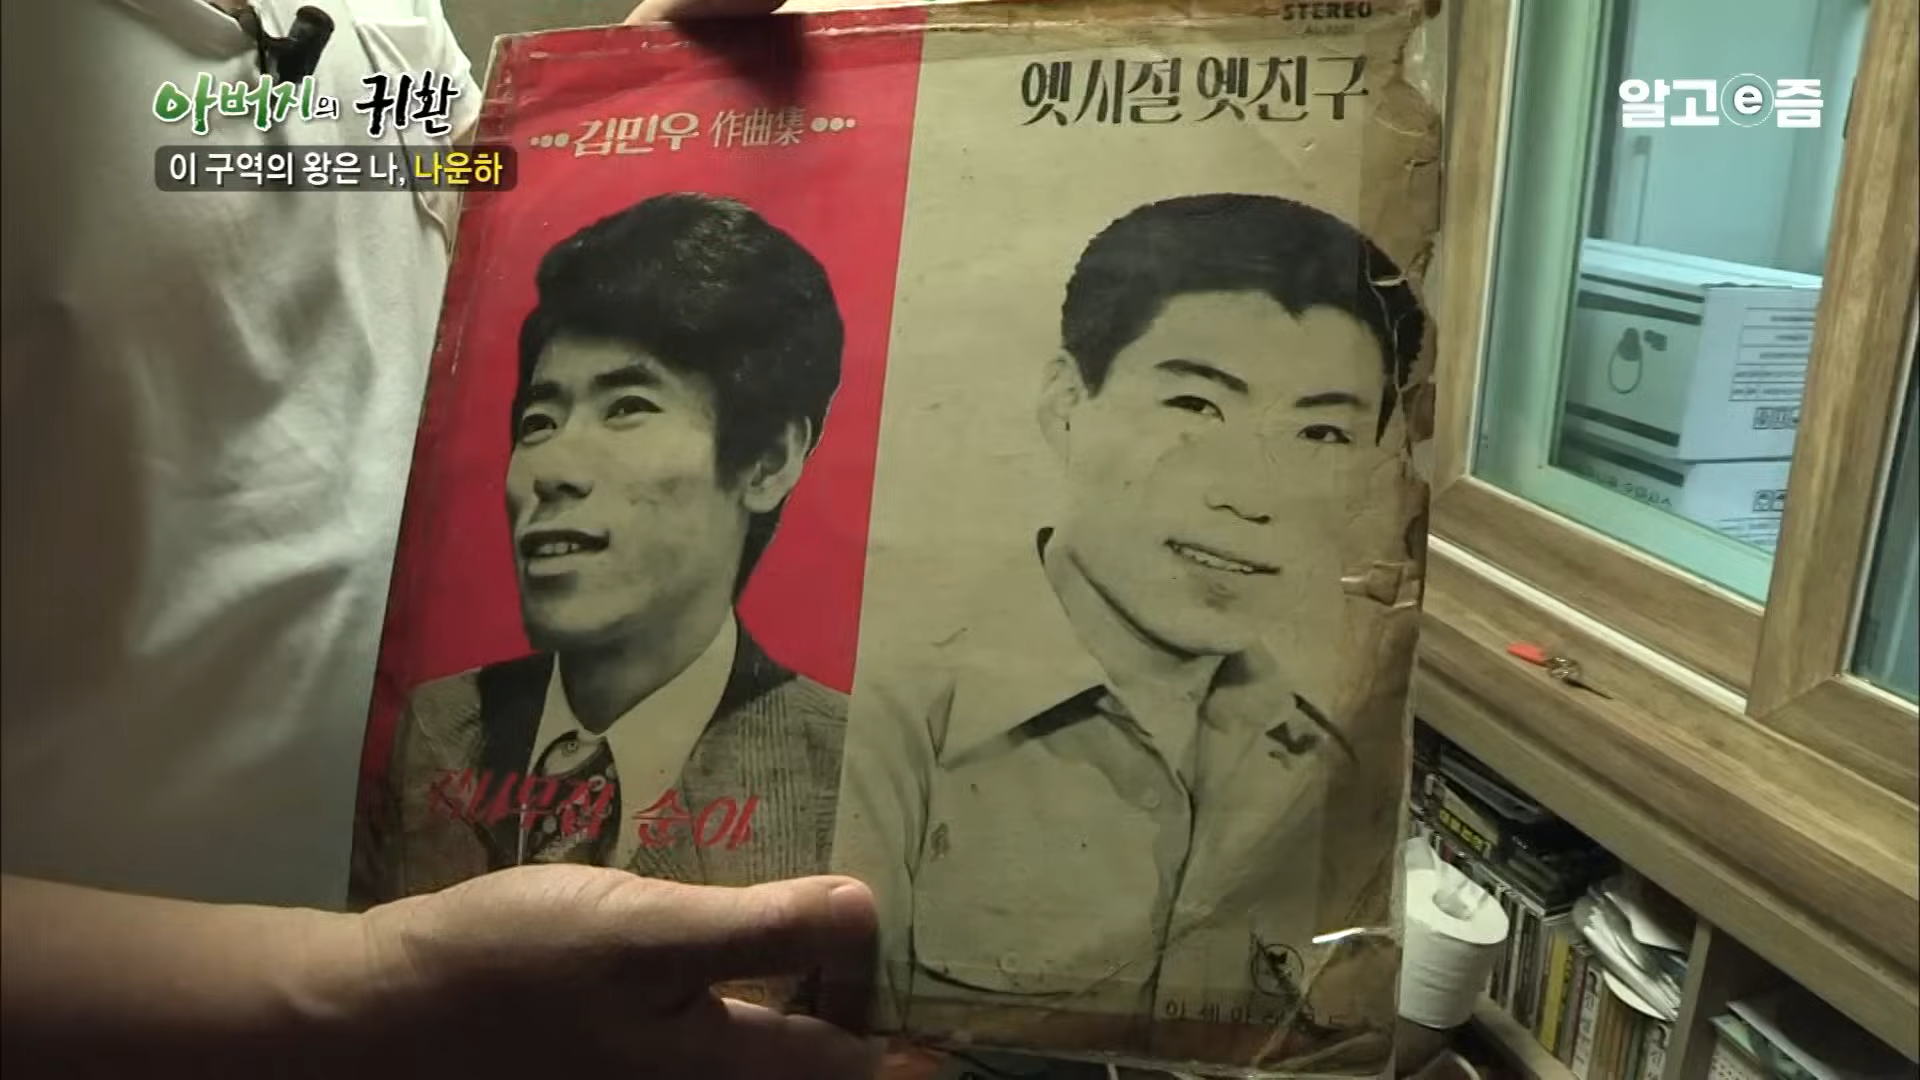 아버지의 귀환
이 구역의 왕은 나, 나운하
알고e즘
STEREO
옛시절 옛친구
•••김민우 作曲集•••
순이